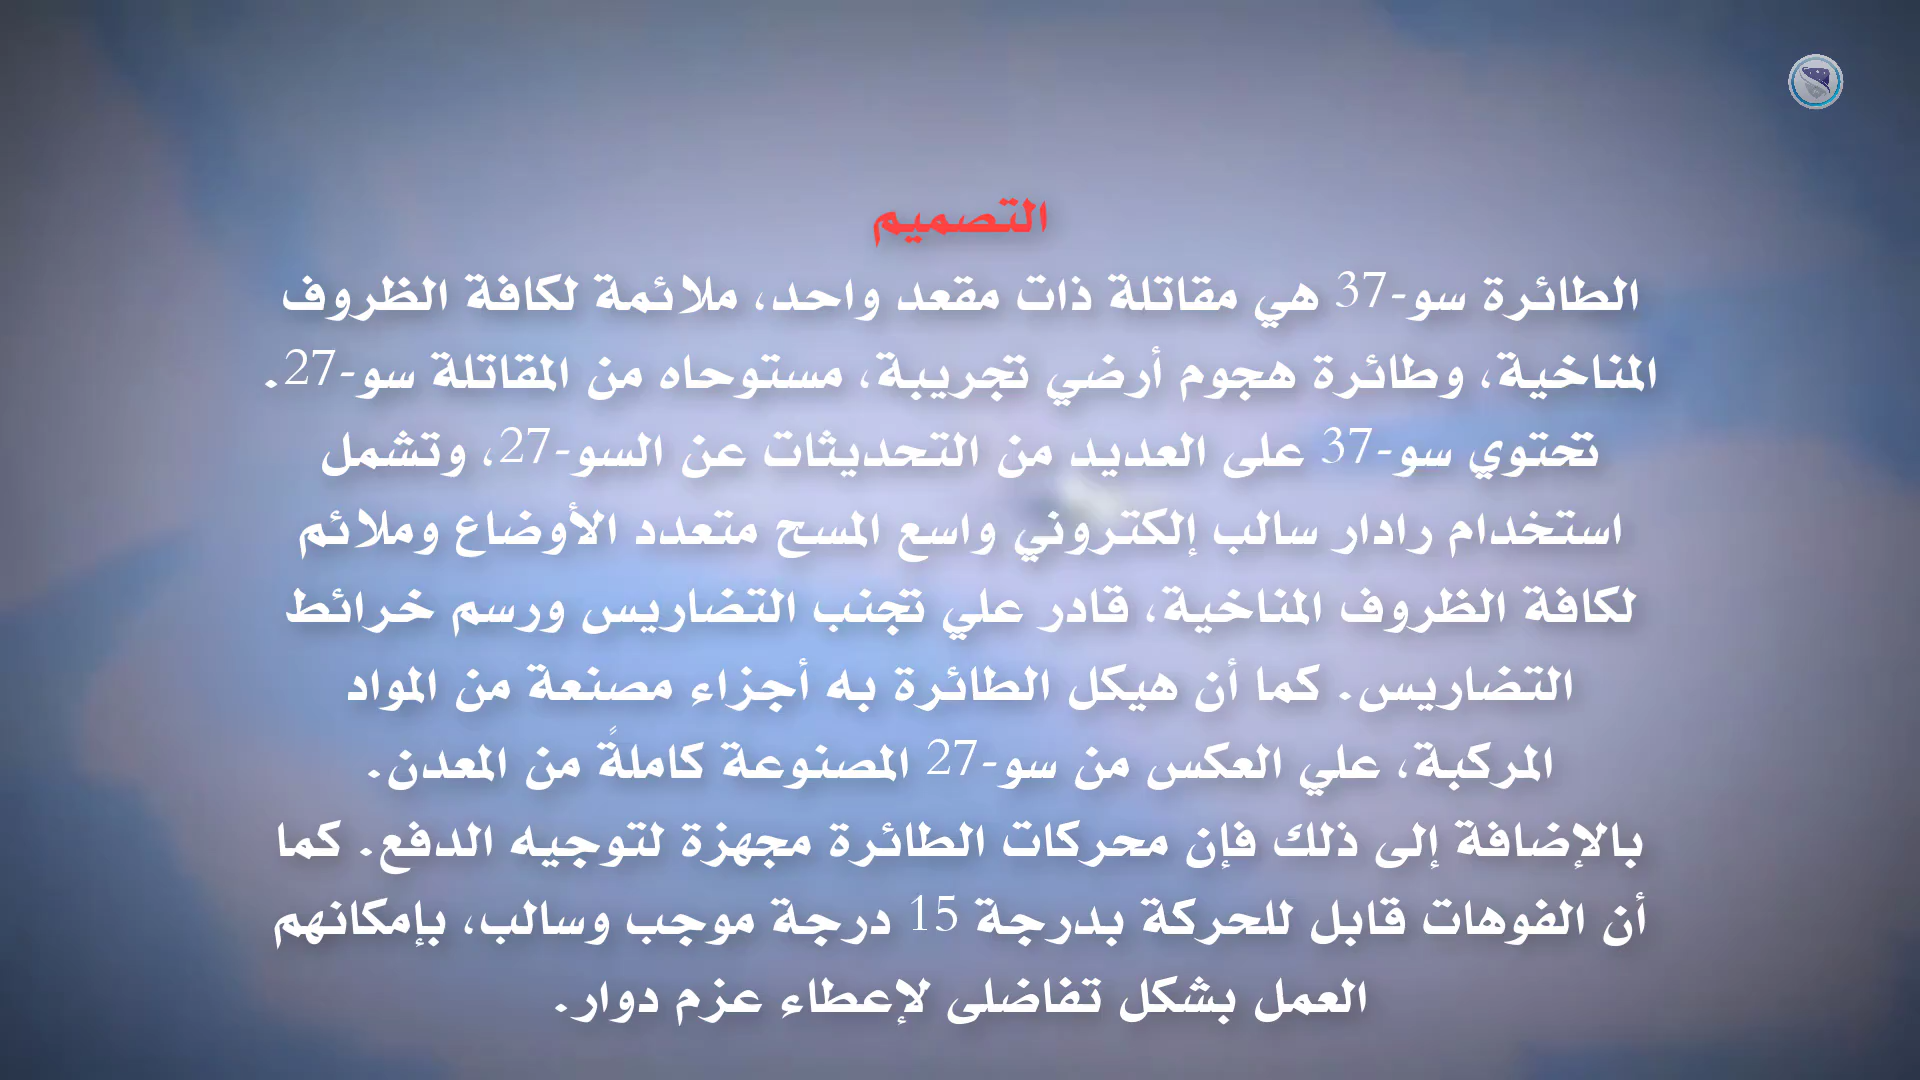 التصميم
الطائرة سو-37 هي مقاتلة ذات مقعد واحد، ملائمة لكافة الظروف
المناخية، وطائرة هجوم أرضي تجريبة، مستوحاه من المقاتلة سو-27.
تحتوي سو-37 على العديد من التحديثات عن السو-27، وتشمل
استخدام رادار سالب إلكتروني واسع المسح متعدد الأوضاع وملائم
لكافة الظروف المناخية، قادر علي تجنب التضاريس ورسم خرائط
التضاريس. كما أن هيكل الطائرة به أجزاء مصنعة من المواد
المركبة، علي العكس من سو-27 المصنوعة كاملةً من المعدن.
بالإضافة إلى ذلك فإن محركات الطائرة مجهزة لتوجيه الدفع. كما
أن الفوهات قابل للحركة بدرجة 15 درجة موجب وسالب، بإمكانهم
العمل بشكل تفاضلى لإعطاء عزم دوار.